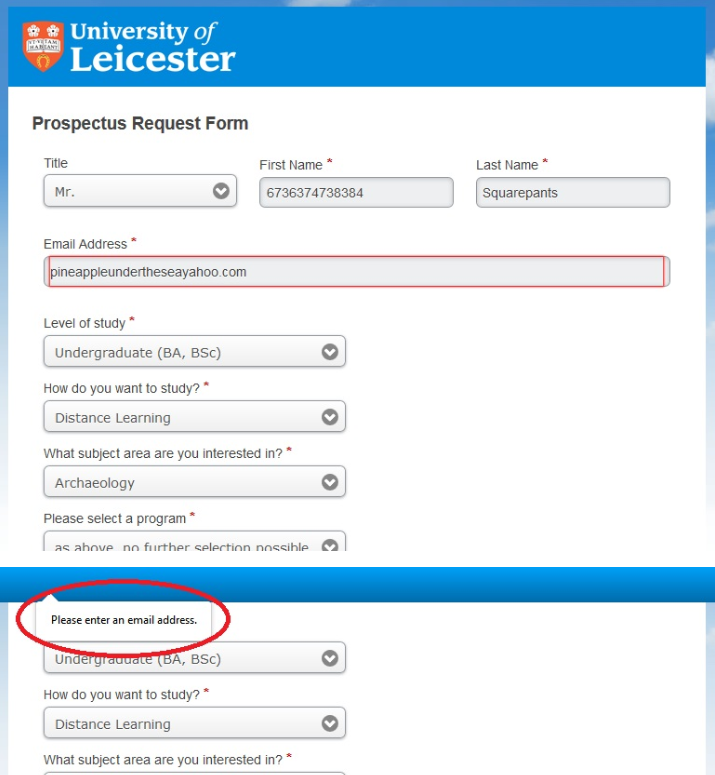 University of
Leicester
Prospectus Request Form
Title
First Name *
Last Name *
Mr.
6736374738384
Squarepants
Email Address *
pineappleundertheseayahoo.com
Level of study *
Undergraduate (BA, BSc)
How do you want to study? *
Distance Learning
What subject area are you interested in? *
Archaeology
Please select a program *
as above, no further selection possible
Please enter an email address.
Undergraduate (BA, BSc)
How do you want to study? *
Distance Learning
What subject area are you interested in? *